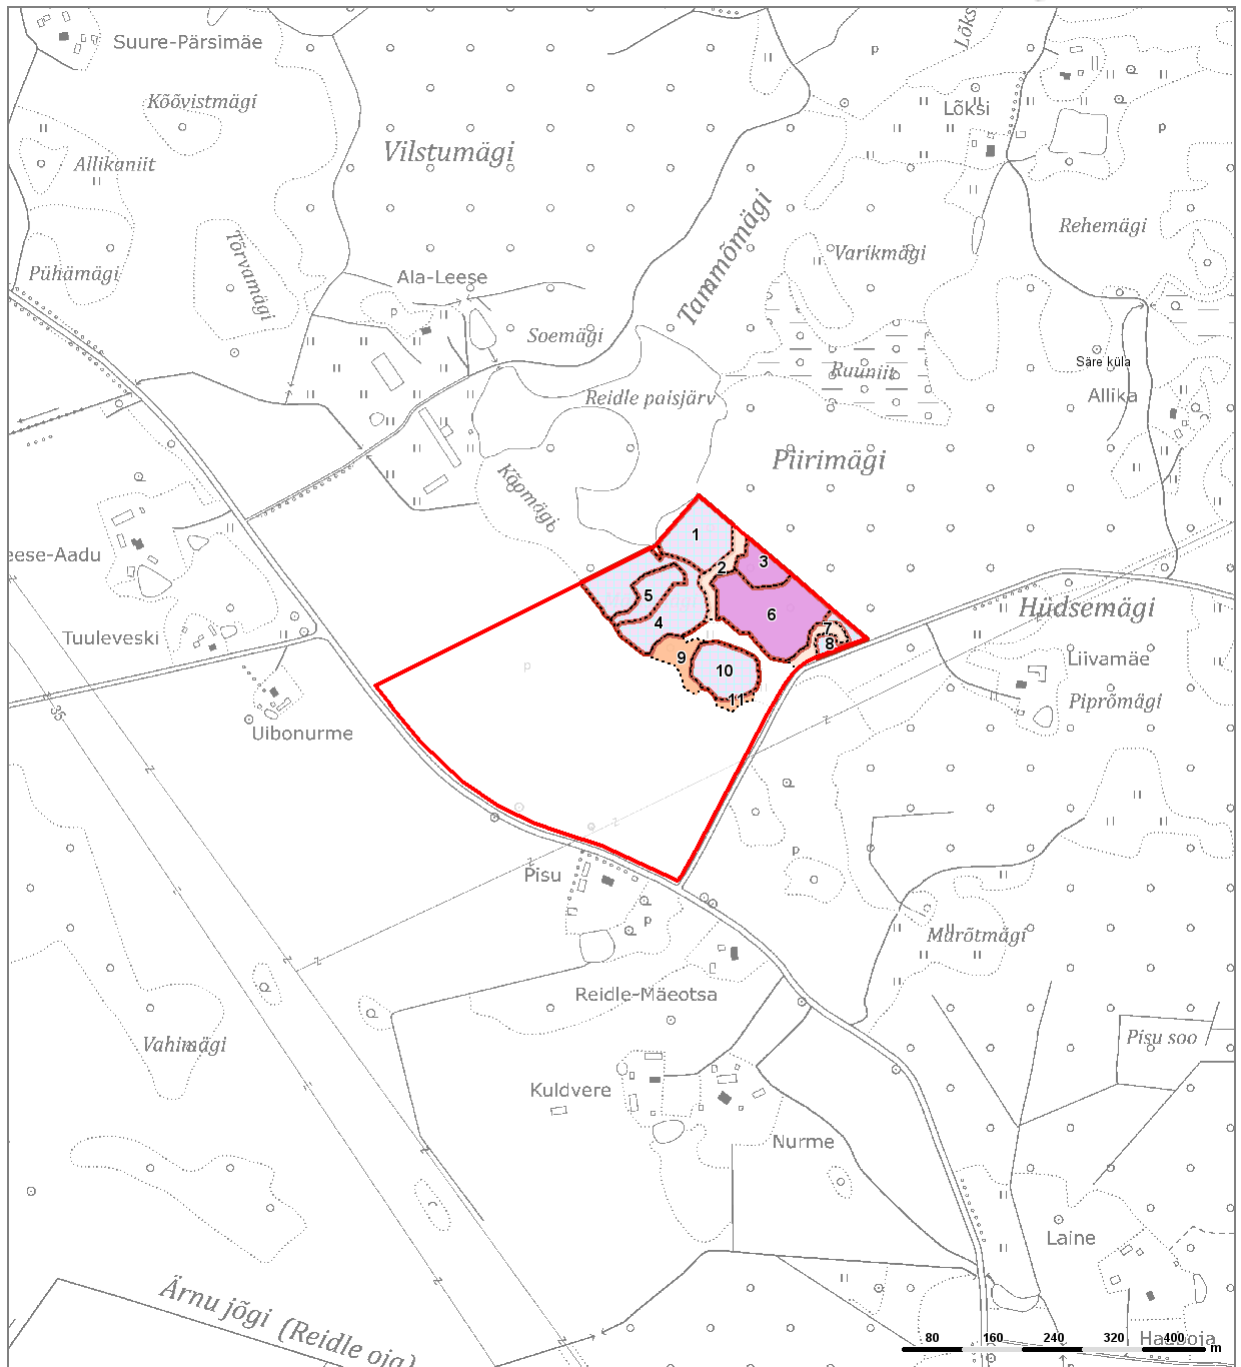 Suure-Pärsimäe
Kõõvistmägi
Allikaniit
Vilstumägi
Lõksi
Lõksi
Pühämägi
Tõrvamägi
Ala-Leese
Soemägi
Tammõmägi
Varikmägi
Rehemägi
Ruuniit
Säre küla
Allika
Reidle paisjärv
Piirimägi
Käomägi
eese-Aadu
Tuuleveski
Uibonurme
35
1
2
3
5
4
6
7
8
9
10
11
Hüdsemägi
Liivamäe
Piprõmägi
Pisu
Reidle-Mäeotsa
Marõtmägi
Vahimägi
Pisu soo
Kuldvere
Nurme
Laine
Ärnu jõgi (Reidle oja)
80 160 240 320 400 m